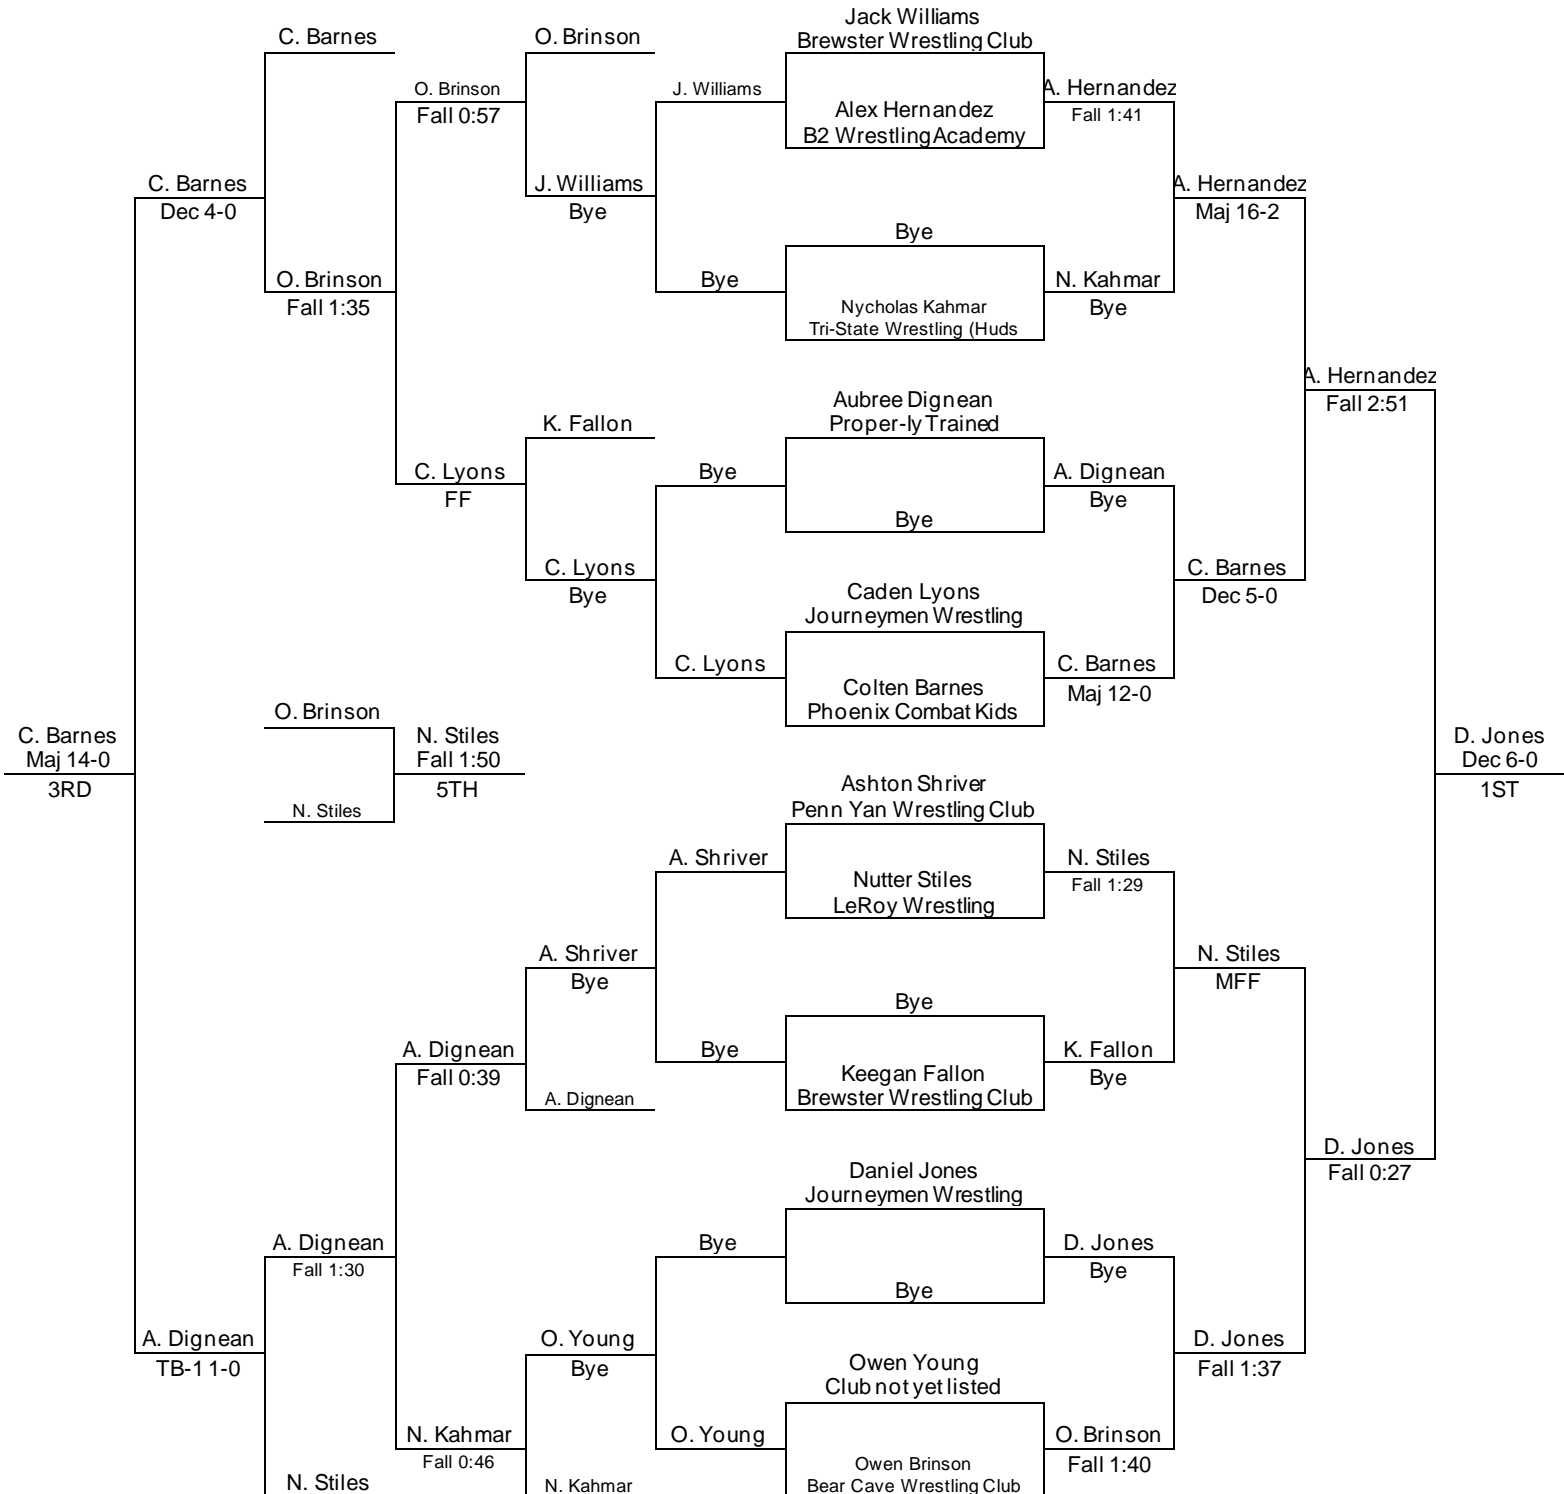 C. Barnes
O. Brinson
Jack Williams
Brewster Wrestling Club
O. Brinson
Fall 0:57
J. Williams
A. Hernandez
Fall 1:41
Alex Hernandez
B2 Wrestling Academy
C. Barnes
Dec 4-0
J. Williams
Bye
A. Hernandez
Maj 16-2
Bye
O. Brinson
Fall 1:35
Bye
N. Kahmar
Bye
Nycholas Kahmar
Tri-State Wrestling (Huds
A. Hernandez
Fall 2:51
Aubree Dignean
Proper-ly Trained
K. Fallon
C. Lyons
FF
Bye
A. Dignean
Bye
Bye
C. Lyons
Bye
C. Barnes
Dec 5-0
Caden Lyons
Journeymen Wrestling
C. Lyons
C. Barnes
Maj 12-0
Colten Barnes
Phoenix Combat Kids
O. Brinson
C. Barnes
Maj 14-0
3RD
N. Stiles
Fall 1:50
5TH
D. Jones
Dec 6-0
1ST
N. Stiles
Ashton Shriver
Penn Yan Wrestling Club
A. Shriver
N. Stiles
Fall 1:29
Nutter Stiles
LeRoy Wrestling
A. Shriver
Bye
N. Stiles
MFF
Bye
A. Dignean
Fall 0:39
Bye
K. Fallon
Bye
Keegan Fallon
Brewster Wrestling Club
A. Dignean
D. Jones
Fall 0:27
Daniel Jones
Journeymen Wrestling
A. Dignean
Fall 1:30
Bye
D. Jones
Bye
Bye
A. Dignean
TB-1 1-0
O. Young
Bye
D. Jones
Fall 1:37
Owen Young
Club not yet listed
N. Kahmar
Fall 0:46
O. Young
O. Brinson
Fall 1:40
Owen Brinson
Bear Cave Wrestling Club
N. Stiles
N. Kahmar